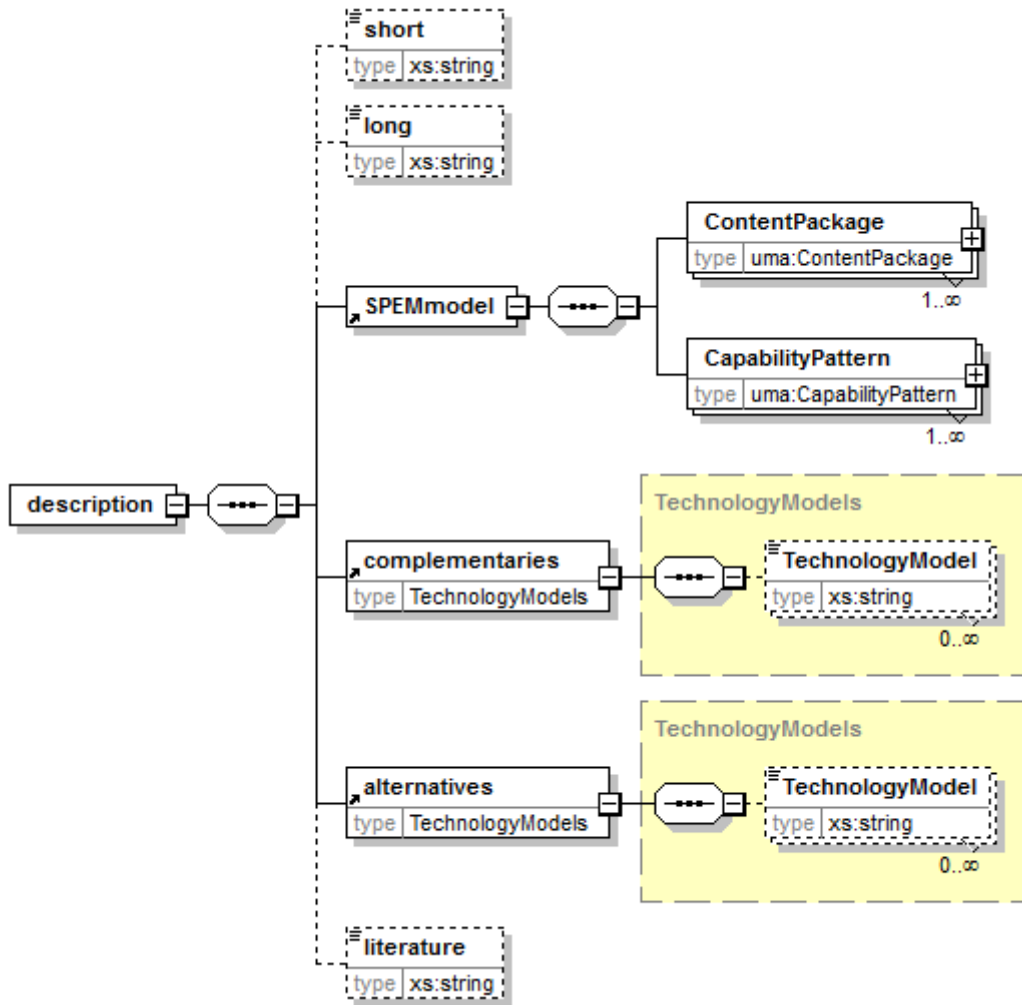 short
type xs:string
long
type xs:string
ContentPackage
type uma:ContentPackage
1..∞
SPEMmodel
CapabilityPattern
type uma:CapabilityPattern
1..∞
description
TechnologyModels
complementaries
type TechnologyModels
TechnologyModel
type xs:string
0..∞
TechnologyModels
alternatives
type TechnologyModels
TechnologyModel
type xs:string
0..∞
literature
type xs:string